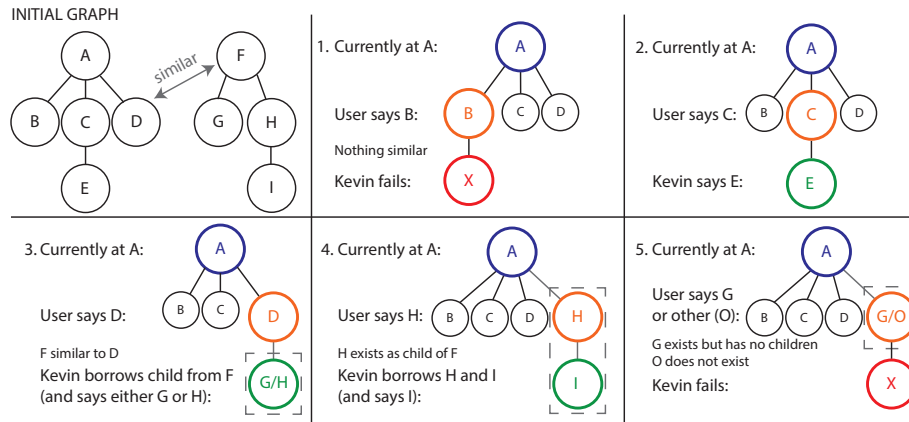 INITIAL GRAPH
A
F
similar
B
C
D
G
H
E
I
1. Currently at A:
A
User says B:
B
C
D
Nothing similar
Kevin fails:
X
2. Currently at A:
A
User says C:
B
C
D
Kevin says E:
E
3. Currently at A:
A
B
C
User says D:
D
F similar to D
Kevin borrows child from F
(and says either G or H):
G/H
4. Currently at A:
A
User says H:
B
C
D
H
H exists as child of F
Kevin borrows H and I
(and says I):
I
5. Currently at A:
A
User says G
or other (O):
B
C
D
G/O
G exists but has no children
O does not exist
Kevin fails:
X